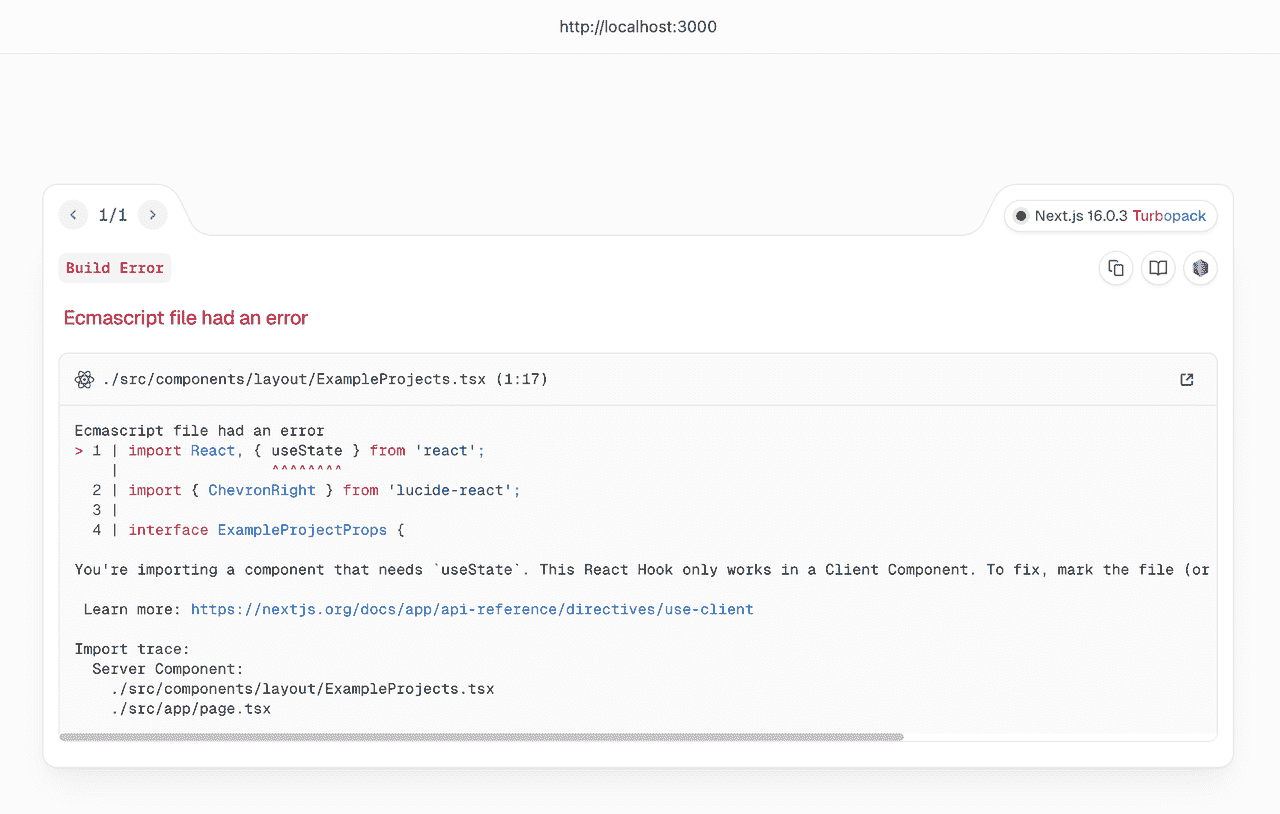 http://localhost:3000
1/1
Next.js 16.0.3 Turbopack
Build Error
Ecmascript file had an error
./src/components/layout/ExampleProjects.tsx (1:17)
Ecmascript file had an error
> 1 | import React, { useState } from 'react';
    |                 ^^^^^^^^
  2 | import { ChevronRight } from 'lucide-react';
  3 |
  4 | interface ExampleProjectProps {
You're importing a component that needs `useState`. This React Hook only works in a Client Component. To fix, mark the file (or
Learn more: https://nextjs.org/docs/app/api-reference/directives/use-client
Import trace:
  Server Component:
    ./src/components/layout/ExampleProjects.tsx
    ./src/app/page.tsx